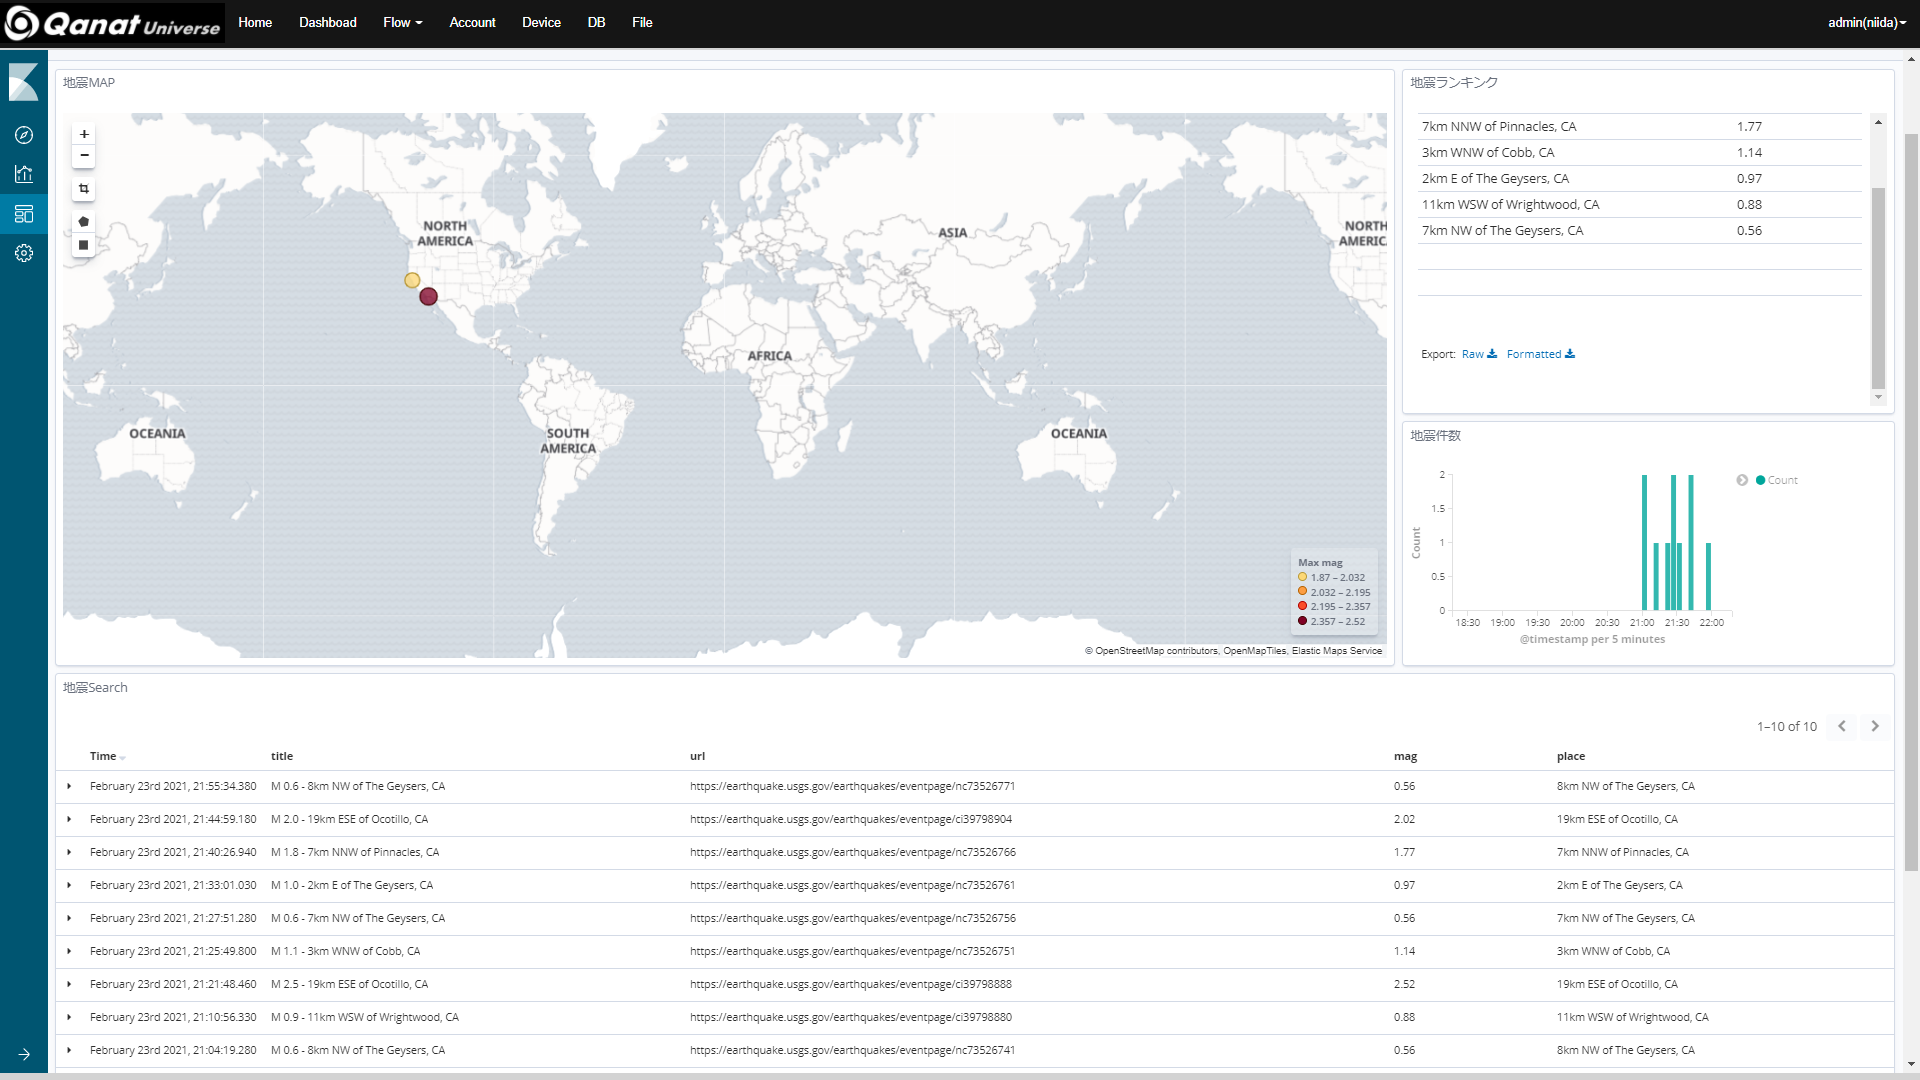 Qanat Universe Home Dashboad Flow Account Device DB File admin(niida)
地震MAP
NORTH AMERICA
ASIA
NORTH AMERIC
AFRICA
OCEANIA
SOUTH AMERICA
OCEANIA
Max mag
1.87 – 2.032
2.032 – 2.195
2.195 – 2.357
2.357 – 2.52
© OpenStreetMap contributors, OpenMapTiles, Elastic Maps Service
地震ランキング
7km NNW of Pinnacles, CA 1.77
3km WNW of Cobb, CA 1.14
2km E of The Geysers, CA 0.97
11km WSW of Wrightwood, CA 0.88
7km NW of The Geysers, CA 0.56
Export: Raw Formatted
地震件数
Count
2
1.5
1
0.5
0
Count
18:30 19:00 19:30 20:00 20:30 21:00 21:30 22:00
@timestamp per 5 minutes
地震Search
1–10 of 10
Time title url mag place
February 23rd 2021, 21:55:34.380 M 0.6 - 8km NW of The Geysers, CA https://earthquake.usgs.gov/earthquakes/eventpage/nc73526771 0.56 8km NW of The Geysers, CA
February 23rd 2021, 21:44:59.180 M 2.0 - 19km ESE of Ocotillo, CA https://earthquake.usgs.gov/earthquakes/eventpage/ci39798904 2.02 19km ESE of Ocotillo, CA
February 23rd 2021, 21:40:26.940 M 1.8 - 7km NNW of Pinnacles, CA https://earthquake.usgs.gov/earthquakes/eventpage/nc73526766 1.77 7km NNW of Pinnacles, CA
February 23rd 2021, 21:33:01.030 M 1.0 - 2km E of The Geysers, CA https://earthquake.usgs.gov/earthquakes/eventpage/nc73526761 0.97 2km E of The Geysers, CA
February 23rd 2021, 21:27:51.280 M 0.6 - 7km NW of The Geysers, CA https://earthquake.usgs.gov/earthquakes/eventpage/nc73526756 0.56 7km NW of The Geysers, CA
February 23rd 2021, 21:25:49.800 M 1.1 - 3km WNW of Cobb, CA https://earthquake.usgs.gov/earthquakes/eventpage/nc73526751 1.14 3km WNW of Cobb, CA
February 23rd 2021, 21:21:48.460 M 2.5 - 19km ESE of Ocotillo, CA https://earthquake.usgs.gov/earthquakes/eventpage/ci39798888 2.52 19km ESE of Ocotillo, CA
February 23rd 2021, 21:10:56.330 M 0.9 - 11km WSW of Wrightwood, CA https://earthquake.usgs.gov/earthquakes/eventpage/ci39798880 0.88 11km WSW of Wrightwood, CA
February 23rd 2021, 21:04:19.280 M 0.6 - 8km NW of The Geysers, CA https://earthquake.usgs.gov/earthquakes/eventpage/nc73526741 0.56 8km NW of The Geysers, CA